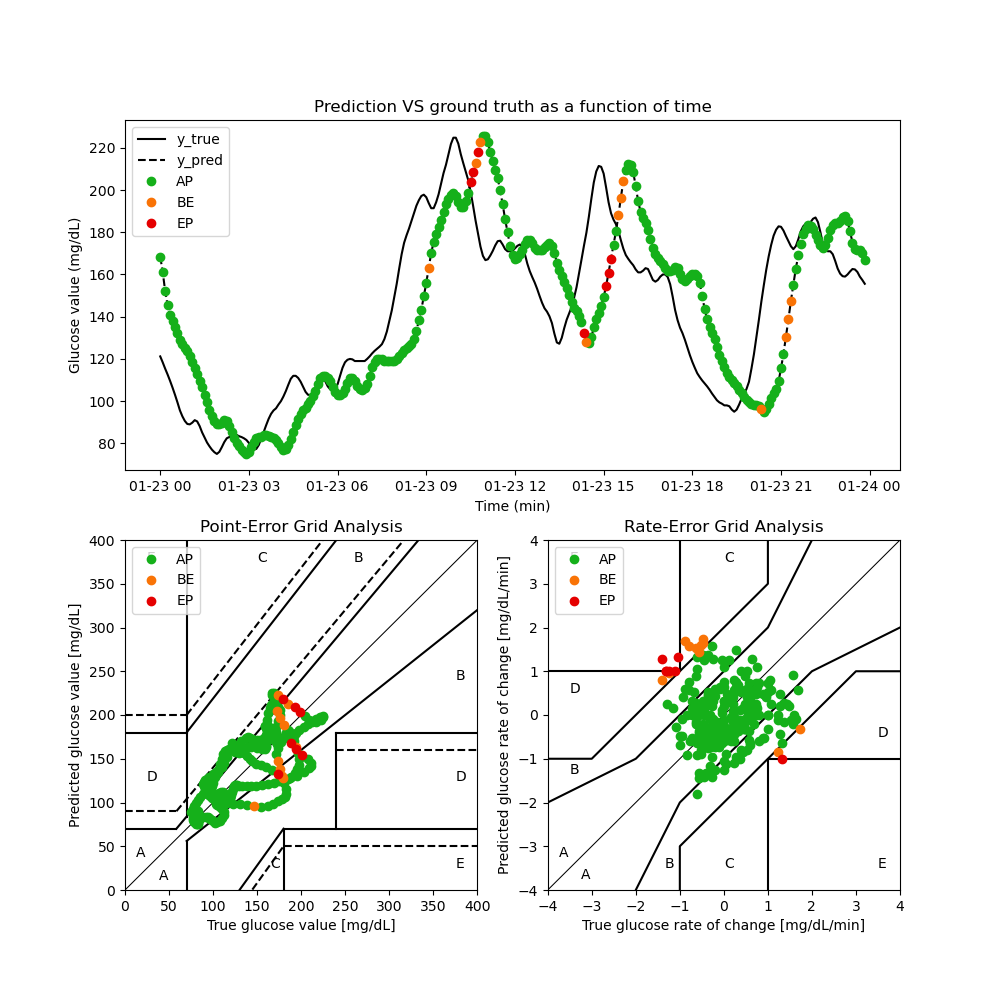 Prediction VS ground truth as a function of time
Glucose value (mg/dL)
220
200
180
160
140
120
100
80
y_true
y_pred
AP
BE
EP
01-23 00 01-23 03 01-23 06 01-23 09 01-23 12 01-23 15 01-23 18 01-23 21 01-24 00
Time (min)
Point-Error Grid Analysis
Predicted glucose value [mg/dL]
400
350
300
250
200
150
100
50
0
AP
BE
EP
C
B
B
D
D
A
A
C
E
0 50 100 150 200 250 300 350 400
True glucose value [mg/dL]
Rate-Error Grid Analysis
Predicted glucose rate of change [mg/dL/min]
4
3
2
1
0
−1
−2
−3
−4
AP
BE
EP
C
D
D
B
A
A
B
C
E
−4 −3 −2 −1 0 1 2 3 4
True glucose rate of change [mg/dL/min]